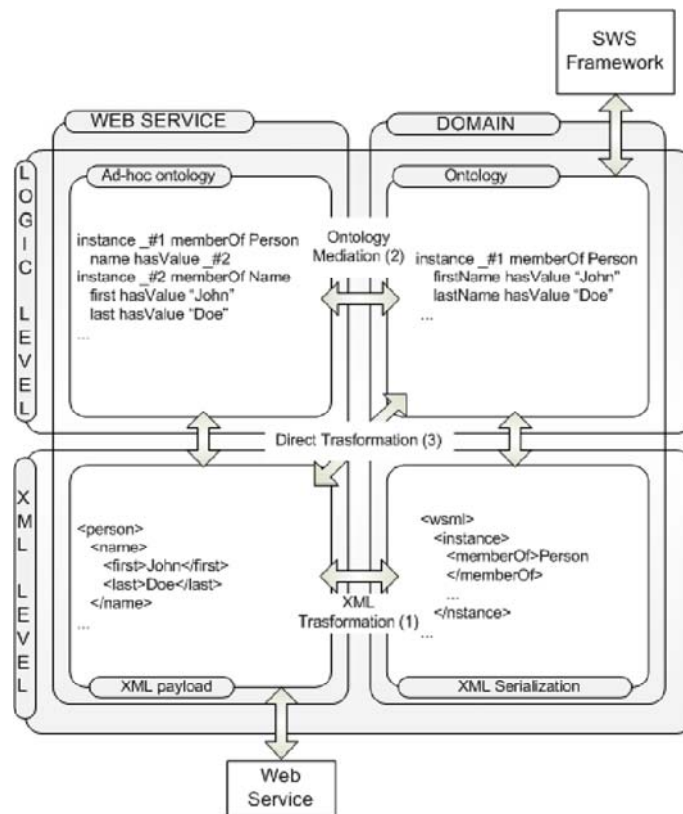 SWS
Framework
WEB SERVICE
DOMAIN
LOGIC LEVEL
Ad-hoc ontology
Ontology
instance _#1 memberOf Person
name hasValue _#2
instance _#2 memberOf Name
first hasValue “John”
last hasValue “Doe”
...
Ontology
Mediation (2)
instance _#1 memberOf Person
firstName hasValue “John”
lastName hasValue “Doe”
...
Direct Trasformation (3)
XML LEVEL
<person>
<name>
<first>John</first>
<last>Doe</last>
</name>
...
XML
Trasformation (1)
<wsml>
<instance>
<memberOf>Person
</memberOf>
...
</nstance>
...
XML payload
XML Serialization
Web
Service